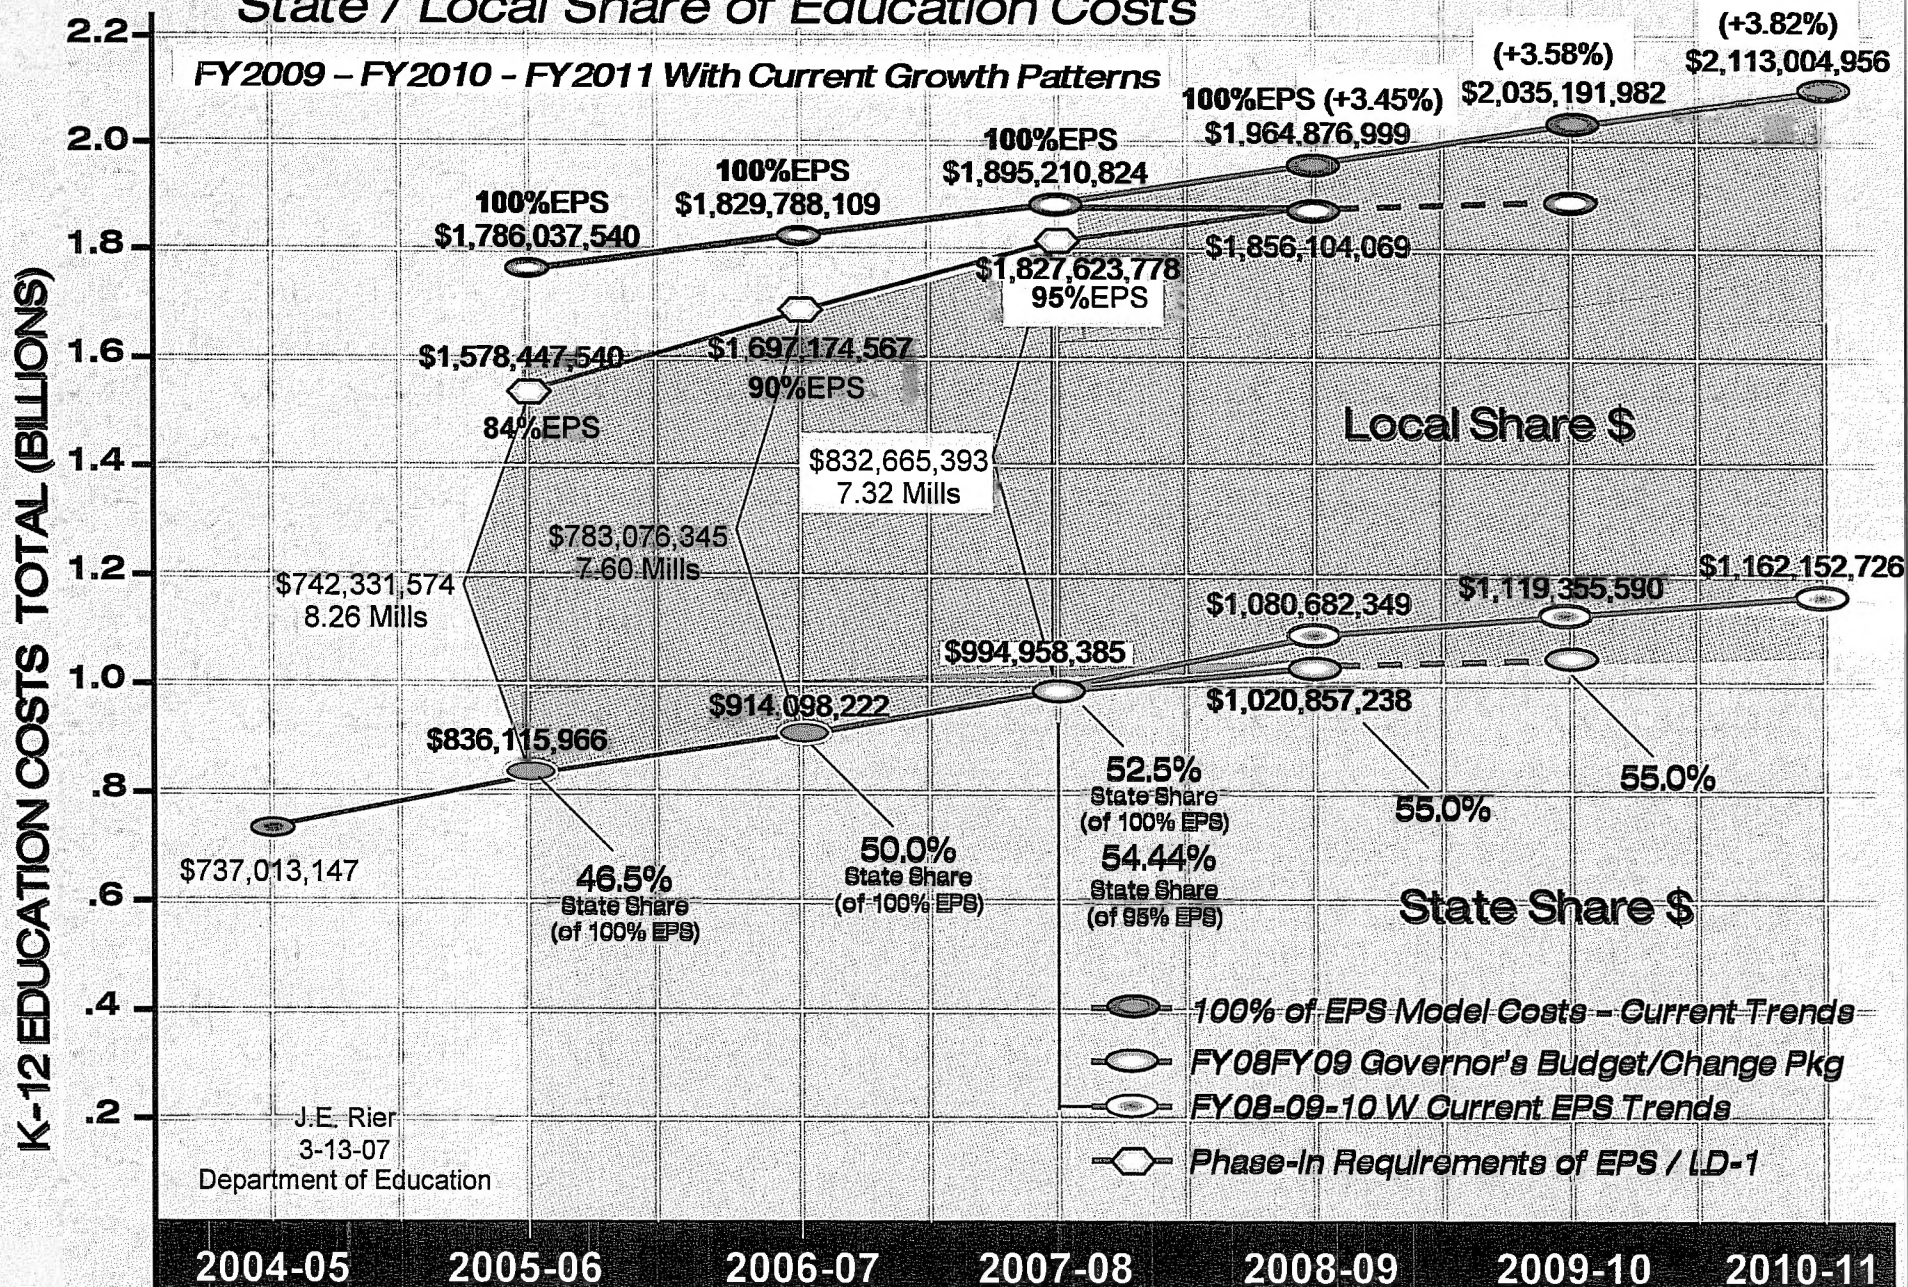 State / Local Share of Education Costs
FY2009 – FY2010 - FY2011 With Current Growth Patterns
K-12 EDUCATION COSTS TOTAL (BILLIONS)
2.2
2.0
1.8
1.6
1.4
1.2
1.0
.8
.6
.4
.2
100%EPS
$1,786,037,540
100%EPS
$1,829,788,109
100%EPS
$1,895,210,824
100%EPS (+3.45%)
$1,964,876,999
(+3.58%)
$2,035,191,982
(+3.82%)
$2,113,004,956
$1,856,104,069
$1,578,447,540
84%EPS
$1,697,174,567
90%EPS
$1,827,623,778
95%EPS
Local Share $
$742,331,574
8.26 Mills
$783,076,345
7.60 Mills
$832,665,393
7.32 Mills
$737,013,147
$836,115,966
$914,098,222
$994,958,385
$1,080,682,349
$1,119,355,590
$1,162,152,726
$1,020,857,238
46.5%
State Share
(of 100% EPS)
50.0%
State Share
(of 100% EPS)
52.5%
State Share
(of 100% EPS)
54.44%
State Share
(of 95% EPS)
55.0%
55.0%
State Share $
100% of EPS Model Costs - Current Trends
FY08FY09 Governor's Budget/Change Pkg
FY08-09-10 W Current EPS Trends
Phase-In Requirements of EPS / LD-1
J.E. Rier
3-13-07
Department of Education
2004-05
2005-06
2006-07
2007-08
2008-09
2009-10
2010-11